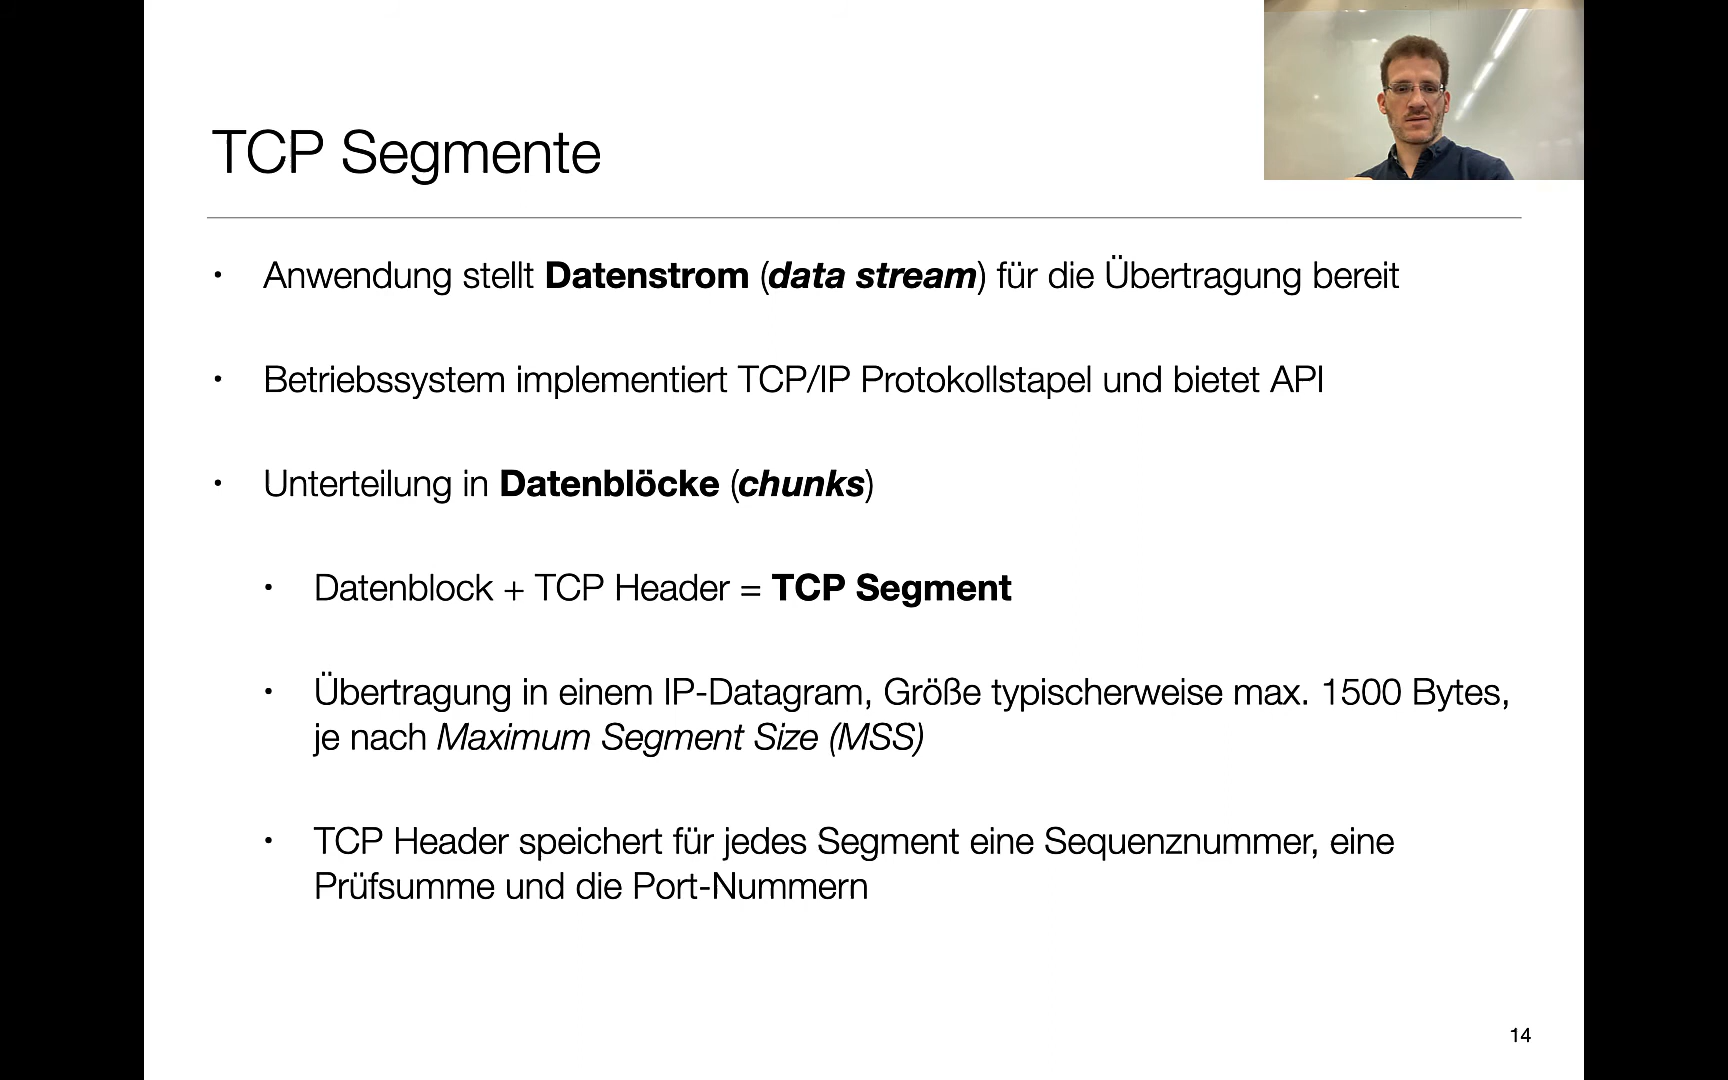 TCP Segmente
• Anwendung stellt Datenstrom (data stream) für die Übertragung bereit
• Betriebssystem implementiert TCP/IP Protokollstapel und bietet API
• Unterteilung in Datenblöcke (chunks)
• Datenblock + TCP Header = TCP Segment
• Übertragung in einem IP-Datagram, Größe typischerweise max. 1500 Bytes,
je nach Maximum Segment Size (MSS)
• TCP Header speichert für jedes Segment eine Sequenznummer, eine
Prüfsumme und die Port-Nummern
14